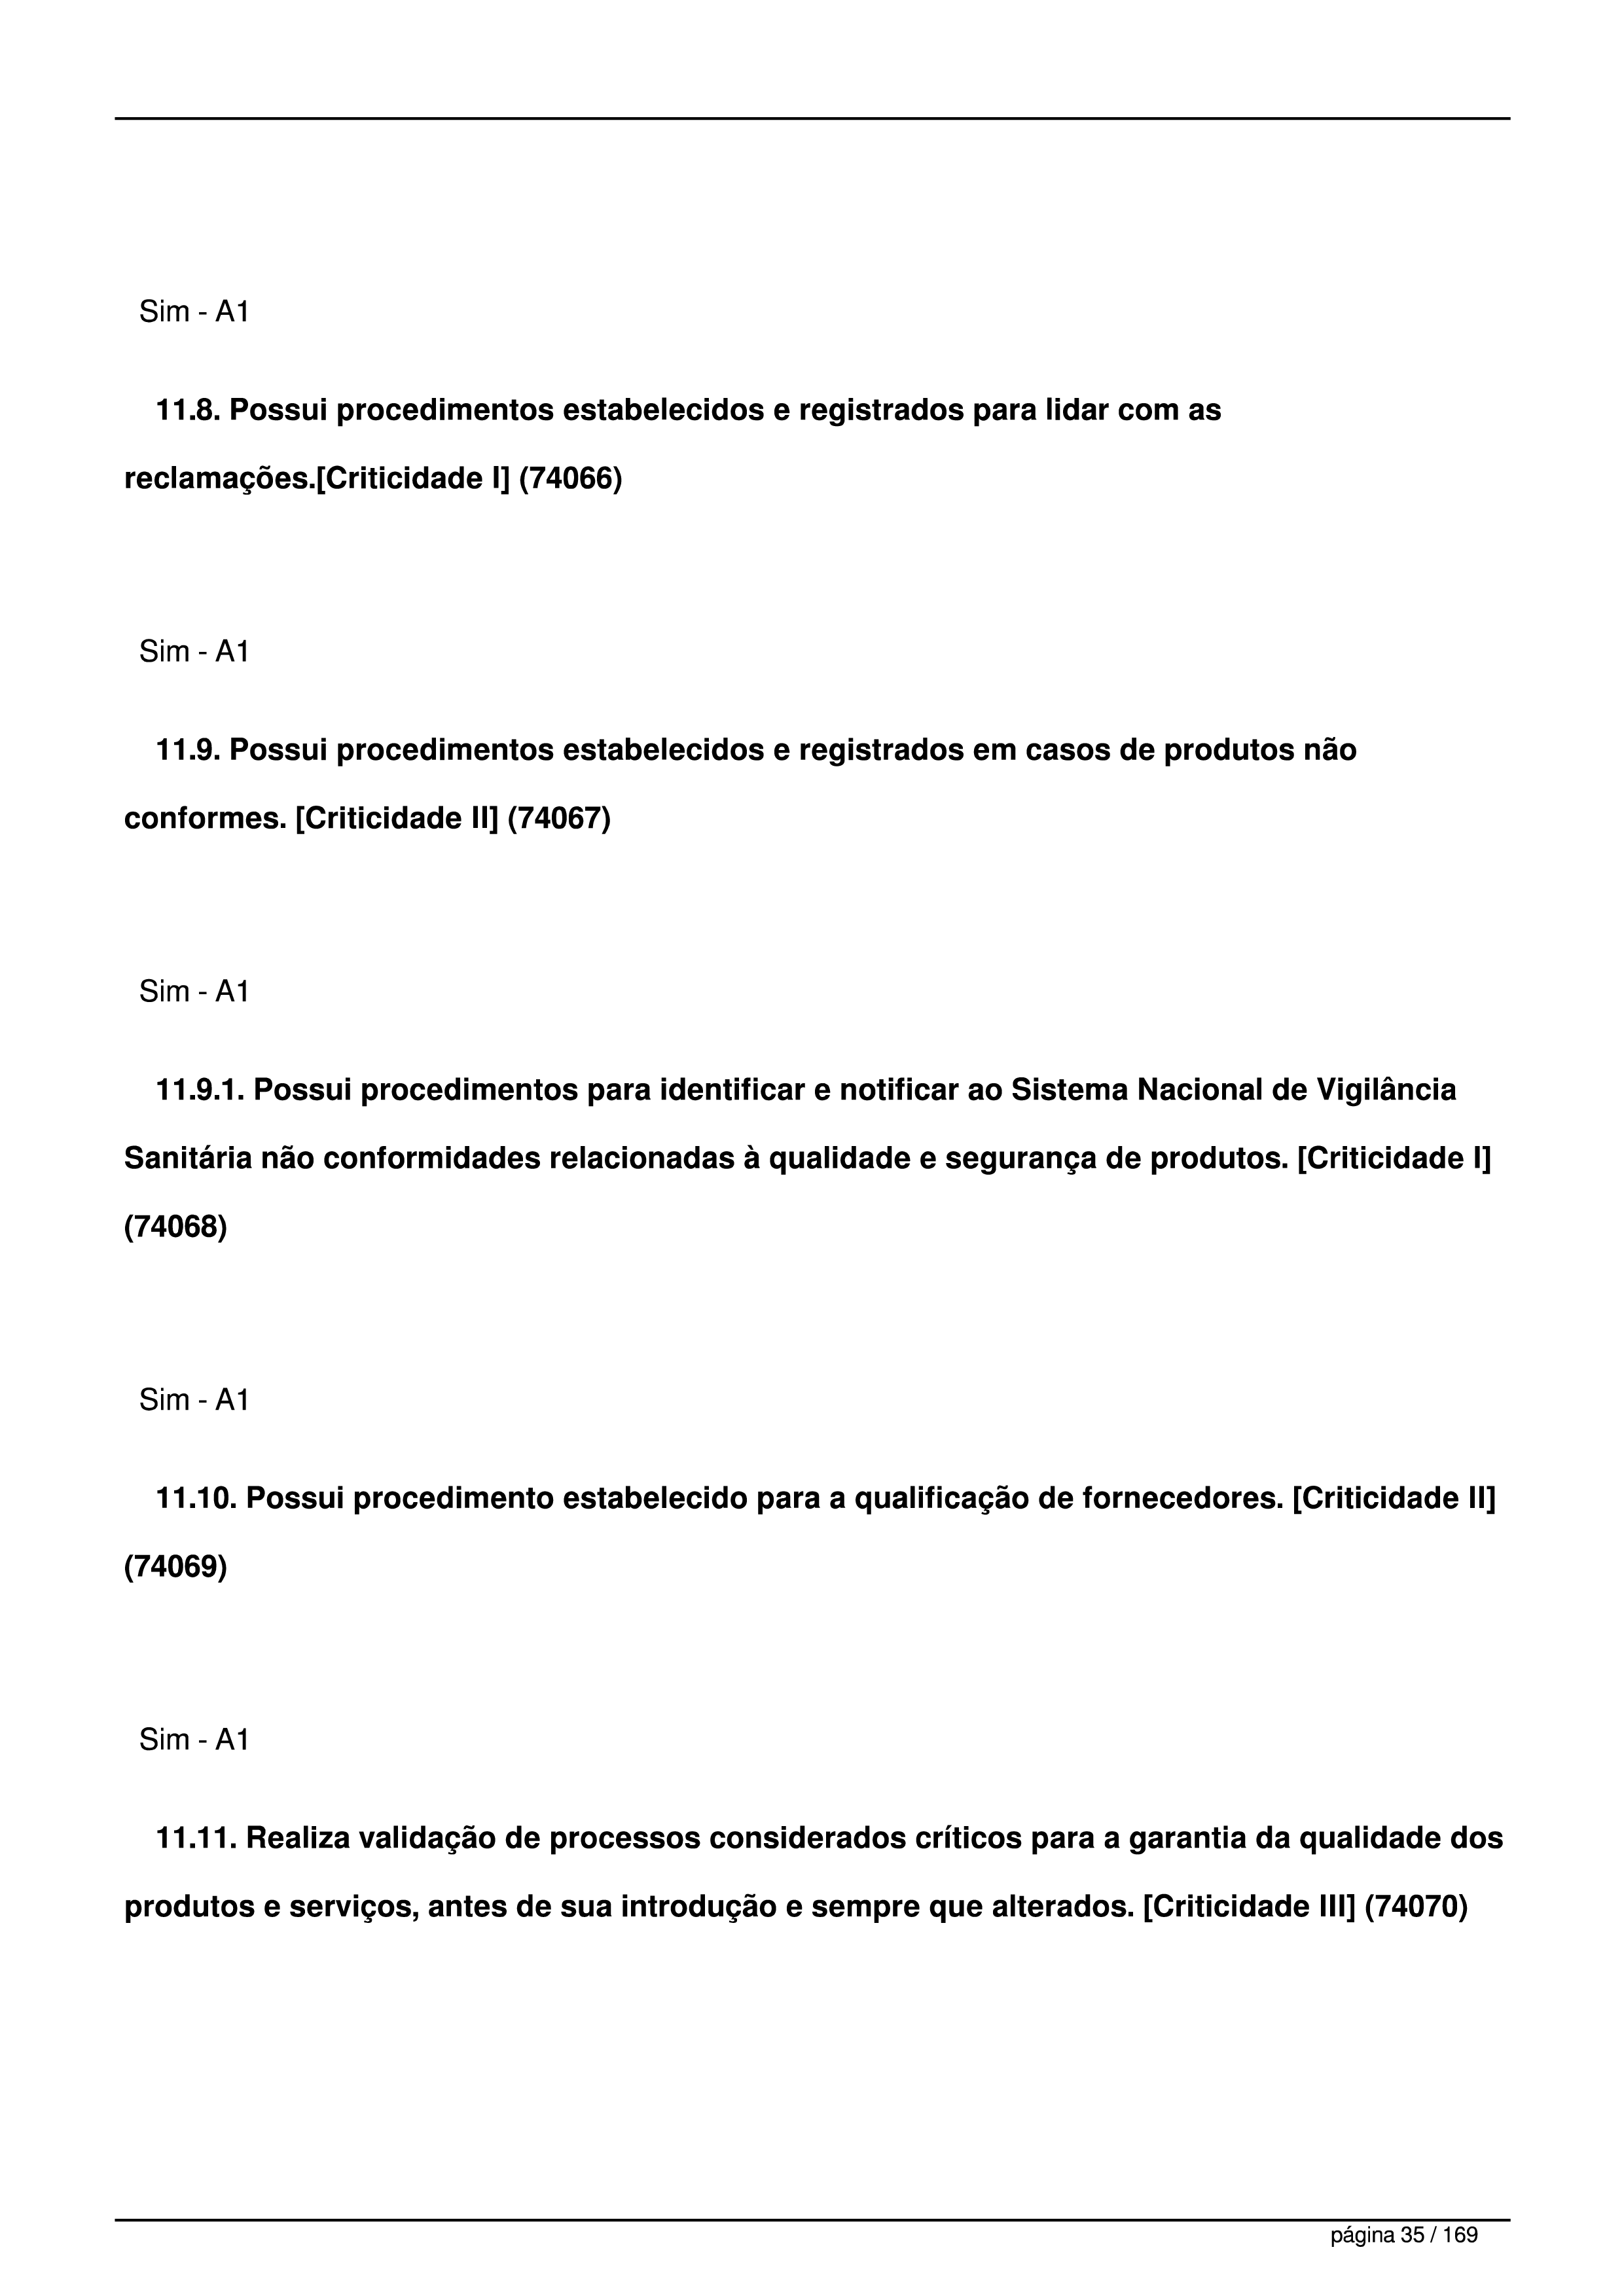 Sim - A1
11.8. Possui procedimentos estabelecidos e registrados para lidar com as
reclamações.[Criticidade I] (74066)
Sim - A1
11.9. Possui procedimentos estabelecidos e registrados em casos de produtos não
conformes. [Criticidade II] (74067)
Sim - A1
11.9.1. Possui procedimentos para identificar e notificar ao Sistema Nacional de Vigilância
Sanitária não conformidades relacionadas à qualidade e segurança de produtos. [Criticidade I]
(74068)
Sim - A1
11.10. Possui procedimento estabelecido para a qualificação de fornecedores. [Criticidade II]
(74069)
Sim - A1
11.11. Realiza validação de processos considerados críticos para a garantia da qualidade dos
produtos e serviços, antes de sua introdução e sempre que alterados. [Criticidade III] (74070)
página 35 / 169